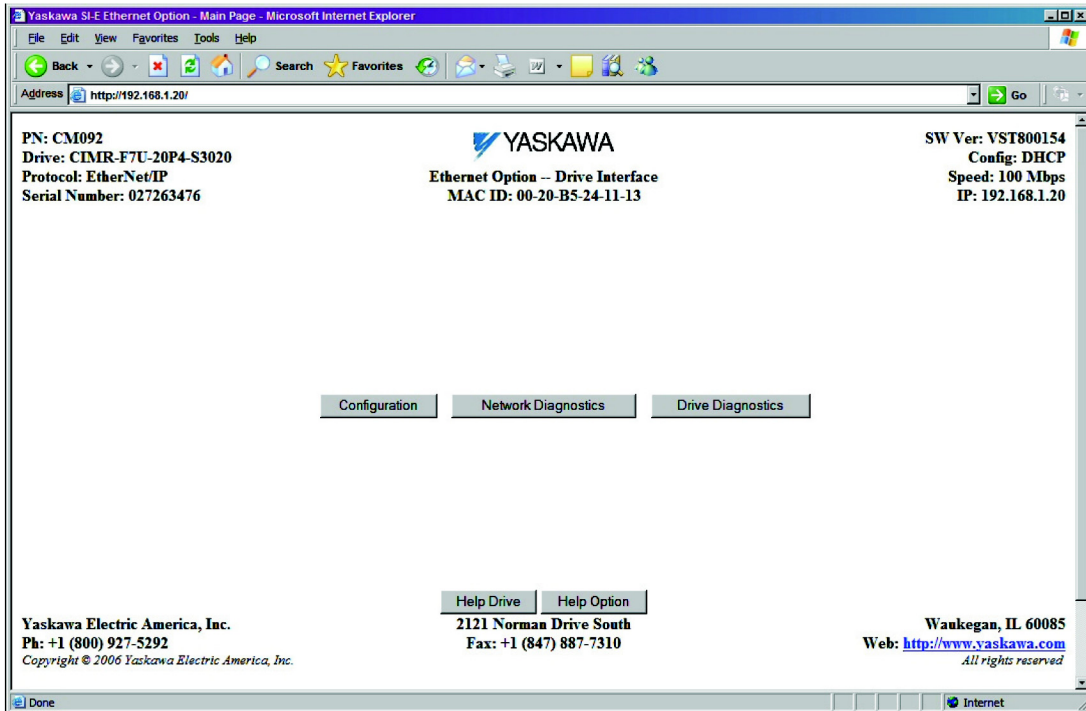 Yaskawa SI-E Ethernet Option - Main Page - Microsoft Internet Explorer
File Edit View Favorites Tools Help
Back Search Favorites W
Address http://192.168.1.20/ Go
PN: CM092
Drive: CIMR-F7U-20P4-S3020
Protocol: EtherNet/IP
Serial Number: 027263476
YASKAWA
Ethernet Option -- Drive Interface
MAC ID: 00-20-B5-24-11-13
SW Ver: VST800154
Config: DHCP
Speed: 100 Mbps
IP: 192.168.1.20
Configuration Network Diagnostics Drive Diagnostics
Help Drive Help Option
Yaskawa Electric America, Inc.
Ph: +1 (800) 927-5292
Copyright © 2006 Yaskawa Electric America, Inc.
2121 Norman Drive South
Fax: +1 (847) 887-7310
Waukegan, IL 60085
Web: http://www.yaskawa.com
All rights reserved
Done Internet